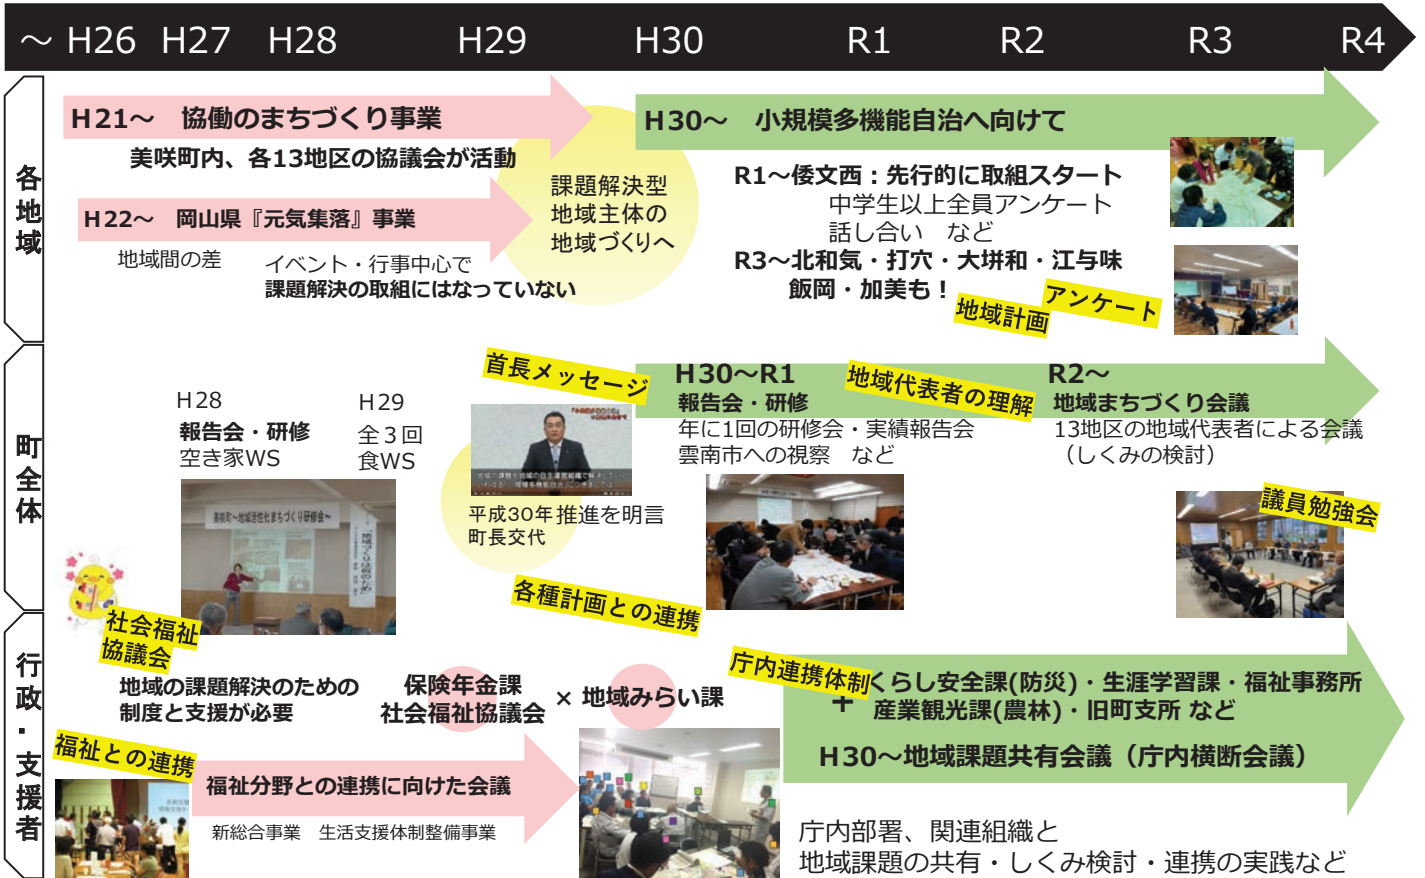 ～ H26 H27 H28 H29 H30 R1 R2 R3 R4
各地域
H21～　協働のまちづくり事業
美咲町内、各13地区の協議会が活動
H22～　岡山県『元気集落』事業
地域間の差
イベント・行事中心で
課題解決の取組にはなっていない
課題解決型
地域主体の
地域づくりへ
H30～　小規模多機能自治へ向けて
R1～倭文西：先行的に取組スタート
中学生以上全員アンケート
話し合い　など
R3～北和気・打穴・大垪和・江与味
飯岡・加美も！
地域計画
アンケート
町全体
H28
報告会・研修
空き家WS
H29
全３回
食WS
美咲町～地域活性化まちづくり研修会～
首長メッセージ
平成30年推進を明言
町長交代
H30～R1
報告会・研修
年に1回の研修会・実績報告会
雲南市への視察　など
地域代表者の理解
R2～
地域まちづくり会議
13地区の地域代表者による会議
（しくみの検討）
議員勉強会
各種計画との連携
行政・支援者
社会福祉
協議会
地域の課題解決のための
制度と支援が必要
福祉との連携
保険年金課
社会福祉協議会
× 地域みらい課
福祉分野との連携に向けた会議
新総合事業　生活支援体制整備事業
庁内連携体制
＋
くらし安全課(防災)・生涯学習課・福祉事務所
産業観光課(農林)・旧町支所 など
H30～地域課題共有会議（庁内横断会議）
庁内部署、関連組織と
地域課題の共有・しくみ検討・連携の実践など